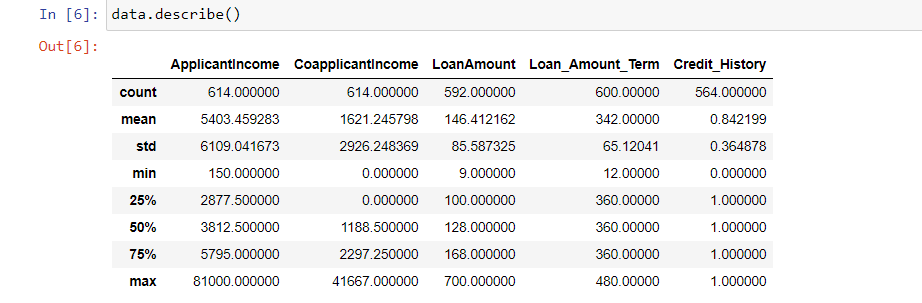 In [6]: data.describe()
Out[6]:
ApplicantIncome CoapplicantIncome LoanAmount Loan_Amount_Term Credit_History
count 614.000000 614.000000 592.000000 600.00000 564.000000
mean 5403.459283 1621.245798 146.412162 342.00000 0.842199
std 6109.041673 2926.248369 85.587325 65.12041 0.364878
min 150.000000 0.000000 9.000000 12.00000 0.000000
25% 2877.500000 0.000000 100.000000 360.00000 1.000000
50% 3812.500000 1188.500000 128.000000 360.00000 1.000000
75% 5795.000000 2297.250000 168.000000 360.00000 1.000000
max 81000.000000 41667.000000 700.000000 480.00000 1.000000